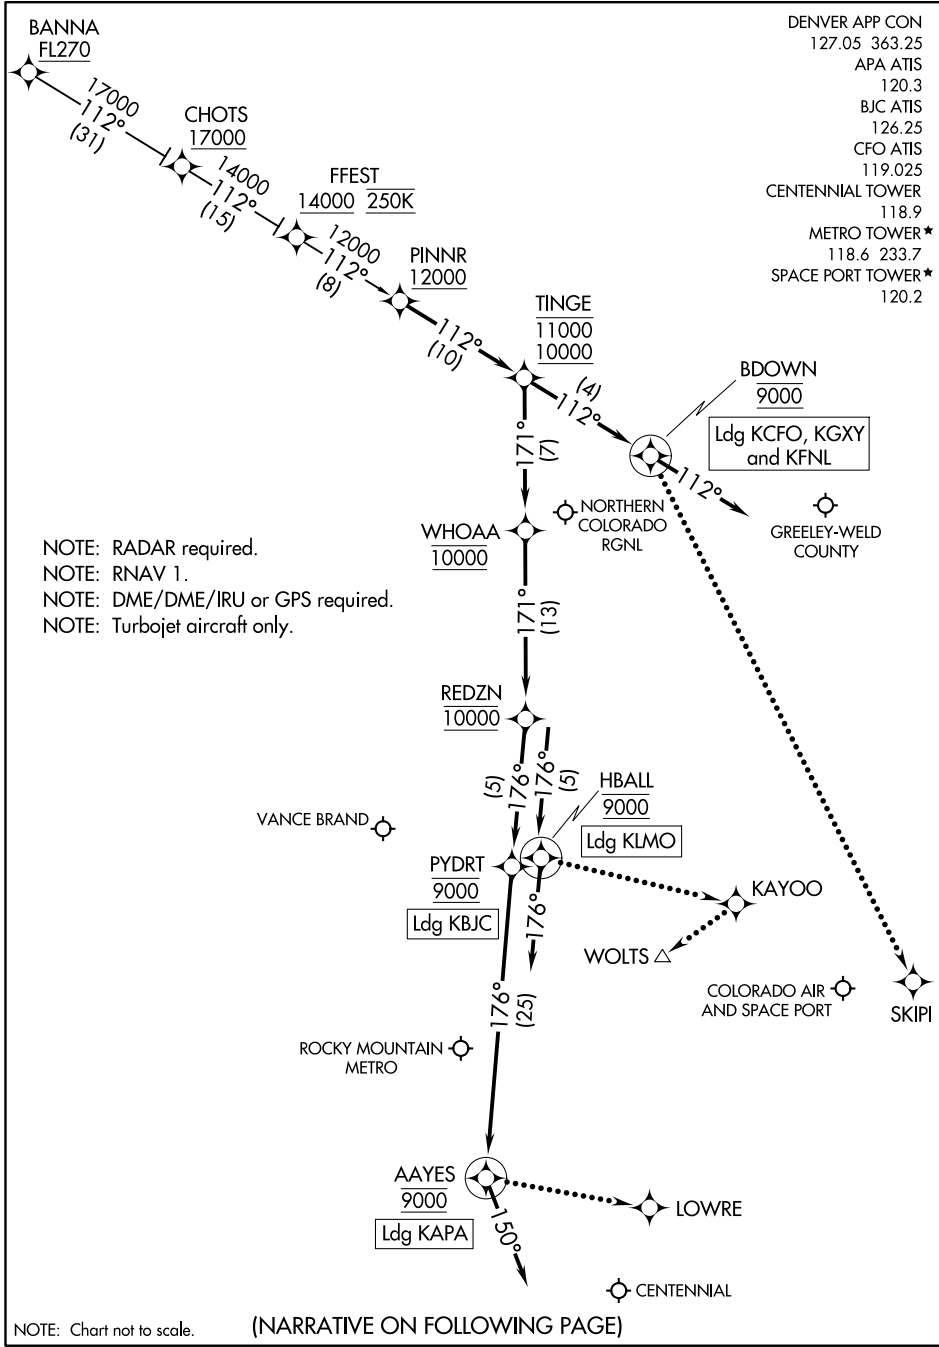 BANNA
FL270
17000
112°
(31)
CHOTS
17000
14000
112°
(15)
FFEST
14000 250K
12000
112°
(8)
PINNR
12000
112°
(10)
TINGE
11000
10000
(4)
112°
DENVER APP CON
127.05 363.25
APA ATIS
120.3
BJC ATIS
126.25
CFO ATIS
119.025
CENTENNIAL TOWER
118.9
METRO TOWER★
118.6 233.7
SPACE PORT TOWER★
120.2
BDOWN
9000
Ldg KCFO, KGXY
and KFNL
112°
171°
(7)
NORTHERN
COLORADO
RGNL
GREELEY-WELD
COUNTY
WHOAA
10000
NOTE: RADAR required.
NOTE: RNAV 1.
NOTE: DME/DME/IRU or GPS required.
NOTE: Turbojet aircraft only.
171°
(13)
REDZN
10000
176°
(5)
176°
(5)
HBALL
9000
Ldg KLMO
VANCE BRAND
PYDRT
9000
Ldg KBJC
176°
KAYOO
WOLTS
COLORADO AIR
AND SPACE PORT
SKIPI
176°
(25)
ROCKY MOUNTAIN
METRO
AAYES
9000
Ldg KAPA
150°
LOWRE
CENTENNIAL
NOTE: Chart not to scale.
(NARRATIVE ON FOLLOWING PAGE)